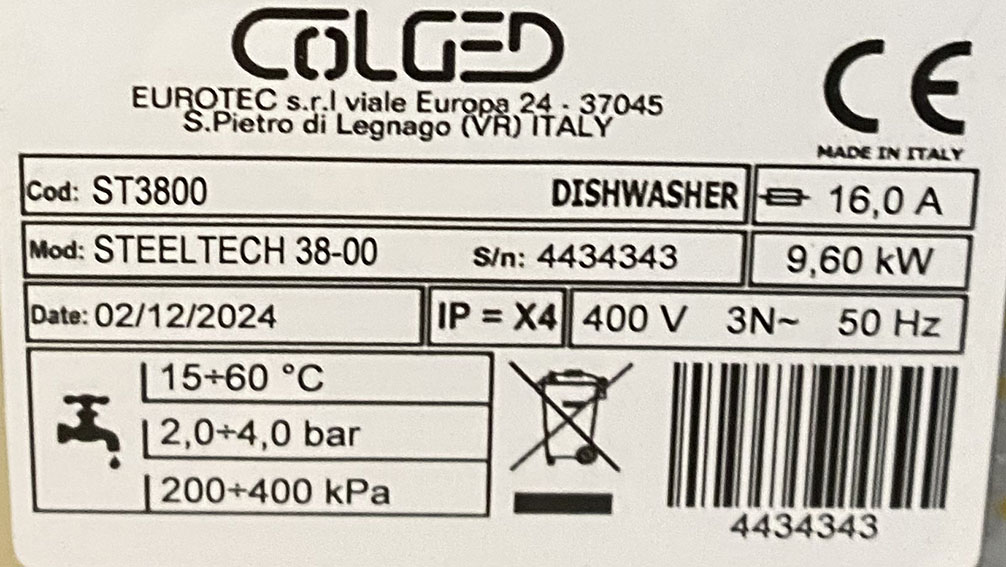 COLGED
EUROTEC s.r.l viale Europa 24 - 37045
S.Pietro di Legnago (VR) ITALY
CE
MADE IN ITALY
Cod: ST3800 DISHWASHER 16,0 A
Mod: STEELTECH 38-00 S/n: 4434343 9,60 kW
Date: 02/12/2024 IP = X4 400 V 3N~ 50 Hz
15÷60 °C
2,0÷4,0 bar
200÷400 kPa
4434343